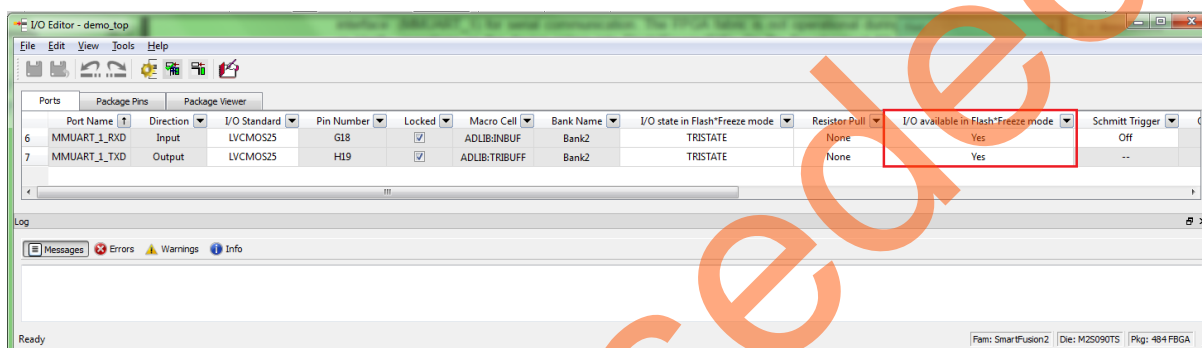 I/O Editor - demo_top
File Edit View Tools Help
Ports Package Pins Package Viewer
Port Name Direction I/O Standard Pin Number Locked Macro Cell Bank Name I/O state in Flash*Freeze mode Resistor Pull I/O available in Flash*Freeze mode Schmitt Trigger
6 MMUART_1_RXD Input LVCMOS25 G18 ADLIB:INBUF Bank2 TRISTATE None Yes Off
7 MMUART_1_TXD Output LVCMOS25 H19 ADLIB:TRIBUFF Bank2 TRISTATE None Yes --
Log
Messages Errors Warnings Info
Ready Fam: SmartFusion2 Die: M2S090TS Pkg: 484 FBGA